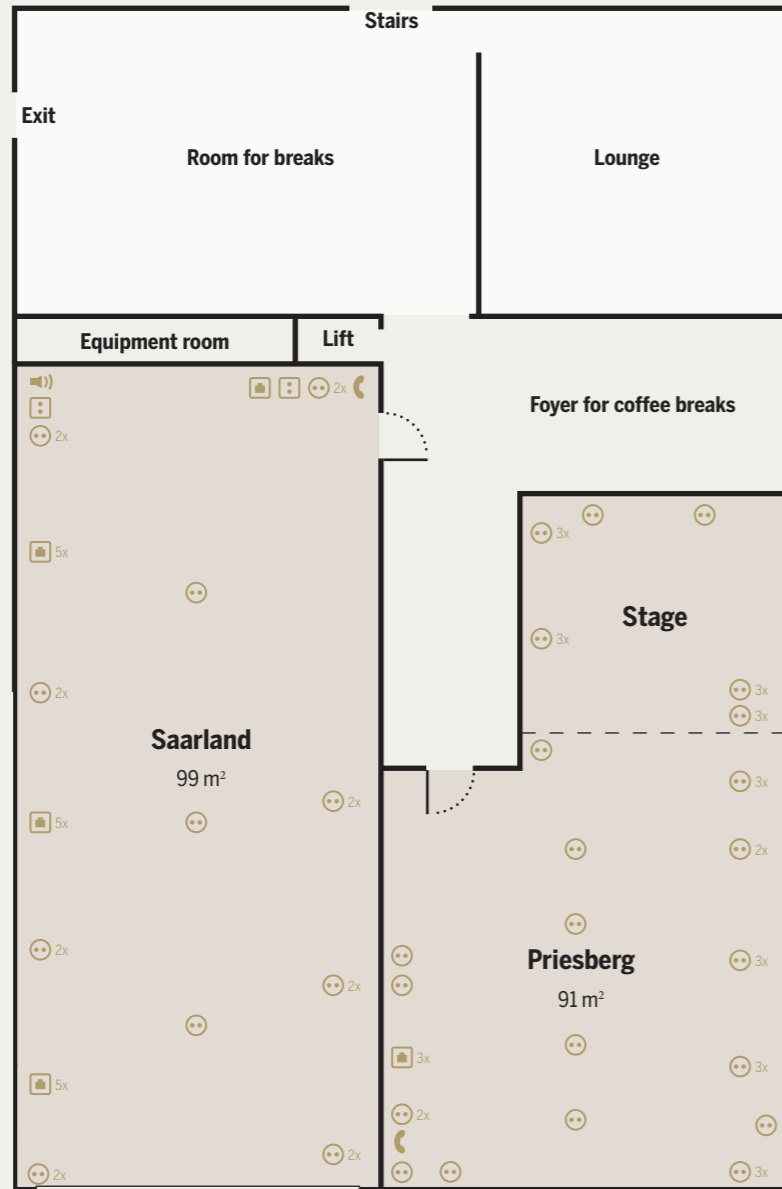 Stairs
Exit
Room for breaks
Lounge
Equipment room
Lift
2x
2x
Foyer for coffee breaks
3x
5x
Stage
3x
2x
3x
3x
Saarland
99 m²
3x
2x
5x
2x
2x
Priesberg
3x
91 m²
2x
3x
3x
5x
2x
2x
2x
3x